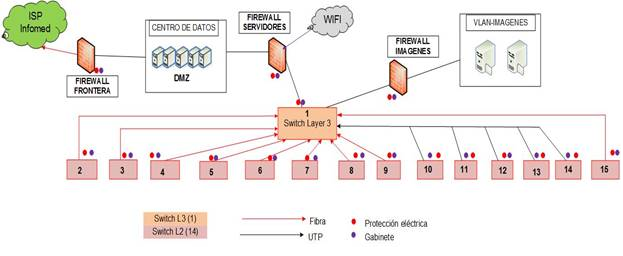 ISP
Infomed
FIREWALL
FRONTERA
CENTRO DE DATOS
DMZ
FIREWALL
SERVIDORES
WIFI
FIREWALL
IMAGENES
VLAN-IMAGENES
1
Switch Layer 3
2
3
4
5
6
7
8
9
10
11
12
13
14
15
Switch L3 (1)
Switch L2 (14)
Fibra
UTP
Protección eléctrica
Gabinete